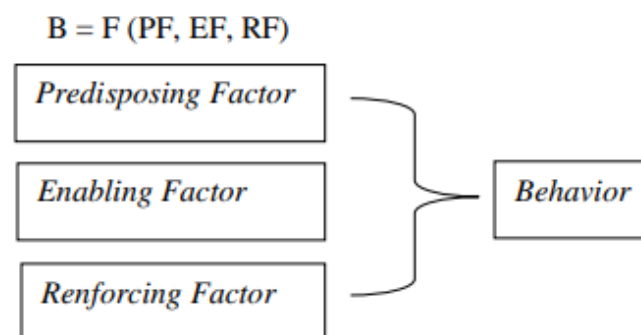 B = F (PF, EF, RF)
Predisposing Factor
Enabling Factor
Behavior
Renforcing Factor